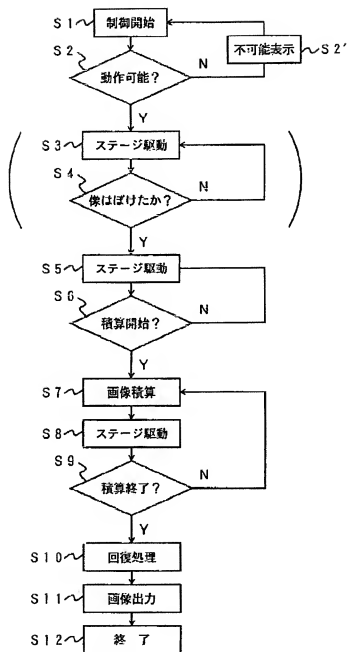 S1 制御開始
不可能表示 S2'
S2 動作可能? N
Y
S3 ステージ駆動
S4 像はぼけたか? N
Y
S5 ステージ駆動
S6 積算開始? N
Y
S7 画像積算
S8 ステージ駆動
S9 積算終了? N
Y
S10 回復処理
S11 画像出力
S12 終 了